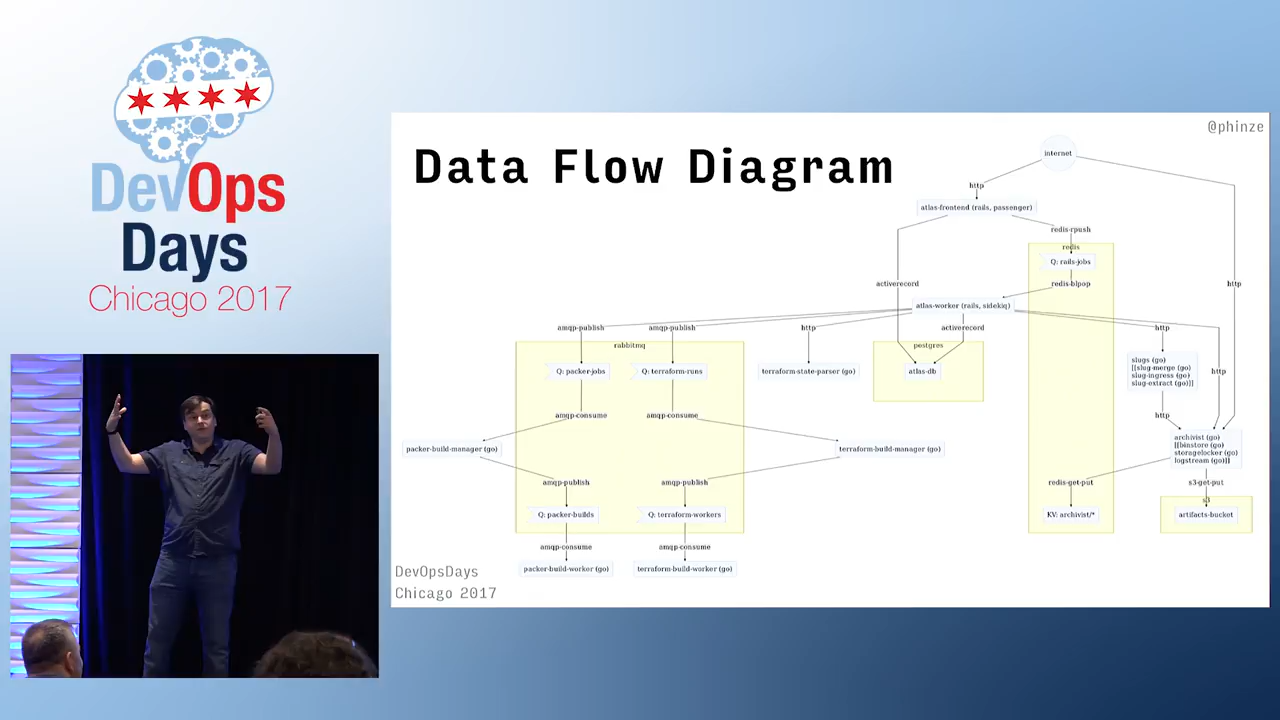 DevOps
Days
Chicago 2017
@phinze
Data Flow Diagram
internet
http
atlas-frontend (rails, passenger)
redis-rpush
redis
Q: rails-jobs
activerecord
redis-blpop
http
atlas-worker (rails, sidekiq)
amqp-publish
amqp-publish
http
activerecord
http
rabbitmq
postgres
Q: packer-jobs
Q: terraform-runs
terraform-state-parser (go)
atlas-db
slugs (go)
[[slug-merge (go)
slug-ingress (go)
slug-extract (go)]]
http
amqp-consume
amqp-consume
http
packer-build-manager (go)
terraform-build-manager (go)
archivist (go)
[[binstore (go)
storagelocker (go)
logstream (go)]]
amqp-publish
amqp-publish
redis-get-put
s3-get-put
s3
Q: packer-builds
Q: terraform-workers
KV: archivist/*
artifacts-bucket
amqp-consume
amqp-consume
packer-build-worker (go)
terraform-build-worker (go)
DevOpsDays
Chicago 2017